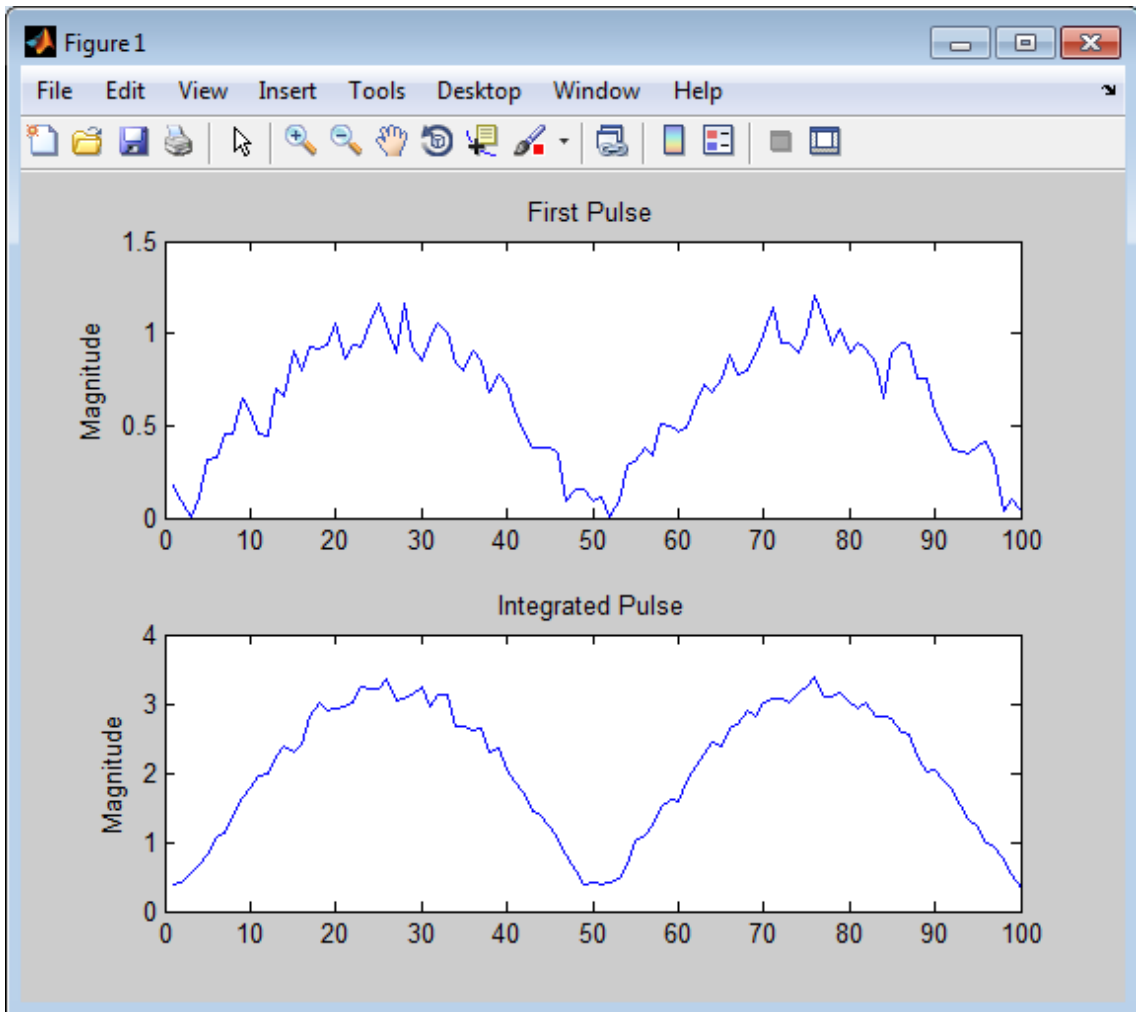 Figure 1
File Edit View Insert Tools Desktop Window Help
First Pulse
Magnitude
1.5
1
0.5
0
0 10 20 30 40 50 60 70 80 90 100
Integrated Pulse
Magnitude
4
3
2
1
0
0 10 20 30 40 50 60 70 80 90 100